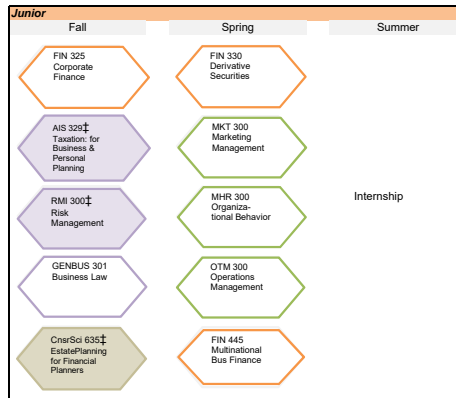 Junior
Fall
Spring
Summer
FIN 325
Corporate
Finance
FIN 330
Derivative
Securities
AIS 329‡
Taxation: for
Business &
Personal
Planning
MKT 300
Marketing
Management
RMI 300‡
Risk
Management
MHR 300
Organiza-
tional Behavior
Internship
GENBUS 301
Business Law
OTM 300
Operations
Management
CnsrSci 635‡
EstatePlanning
for Financial
Planners
FIN 445
Multinational
Bus Finance